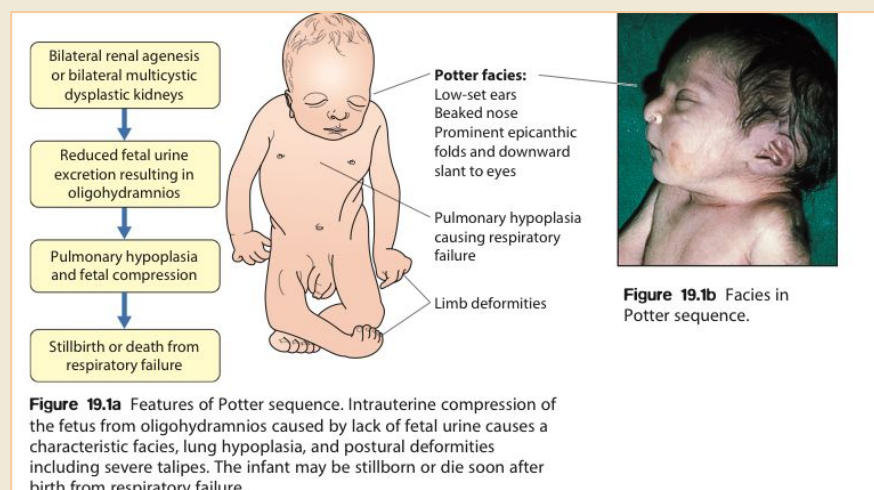 Bilateral renal agenesis
or bilateral multicystic
dysplastic kidneys
Reduced fetal urine
excretion resulting in
oligohydramnios
Pulmonary hypoplasia
and fetal compression
Stillbirth or death from
respiratory failure
Potter facies:
Low-set ears
Beaked nose
Prominent epicanthic
folds and downward
slant to eyes
Pulmonary hypoplasia
causing respiratory
failure
Limb deformities
Figure 19.1b Facies in
Potter sequence.
Figure 19.1a Features of Potter sequence. Intrauterine compression of
the fetus from oligohydramnios caused by lack of fetal urine causes a
characteristic facies, lung hypoplasia, and postural deformities
including severe talipes. The infant may be stillborn or die soon after
birth from respiratory failure